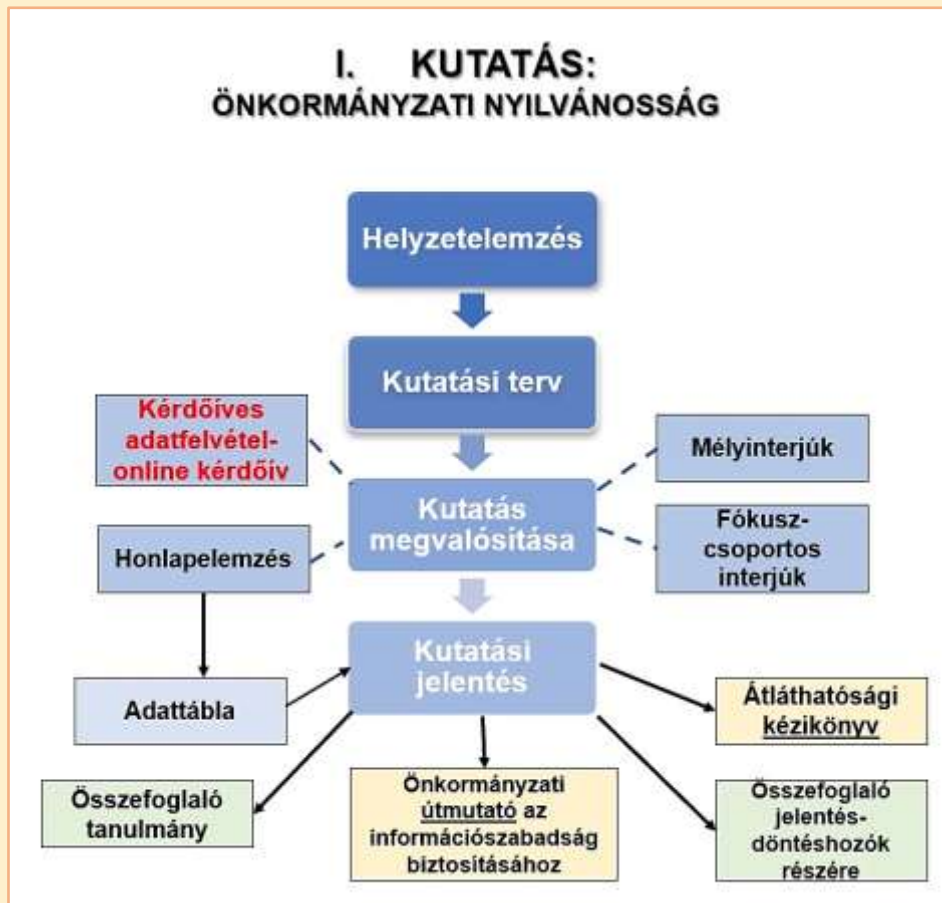 I. KUTATÁS:
ÖNKORMÁNYZATI NYILVÁNOSSÁG
Helyzetelemzés
Kutatási terv
Kérdőíves
adatfelvétel-
online kérdőív
Mélyinterjúk
Kutatás
megvalósítása
Honlapelemzés
Fókusz-
csoportos
interjúk
Kutatási
jelentés
Adattábla
Átláthatósági
kézikönyv
Összefoglaló
tanulmány
Önkormányzati
útmutató az
információszabadság
biztosításához
Összefoglaló
jelentés-
döntéshozók
részére